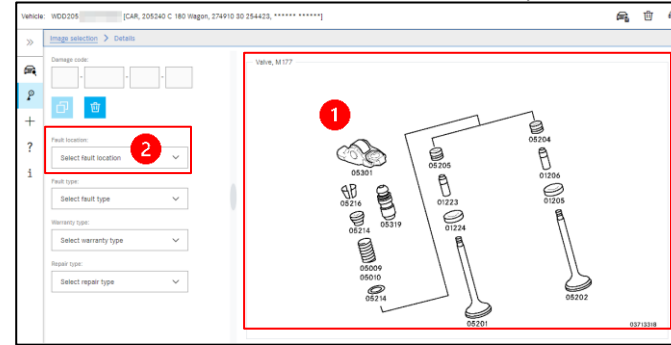 Vehicle: WDD205 [CAR, 205240 C 180 Wagon, 274910 30 254423, ****** ******]
Image selection > Details
Damage code:
- - -
Fault location:
Select fault location
2
Fault type:
Select fault type
Warranty type:
Select warranty type
Repair type:
Select repair type
Valve, M177
1
05301
05216
05214
05319
05009
05010
05214
05205
01223
01224
05201
05204
01206
01205
05202
03713318
+
?
i